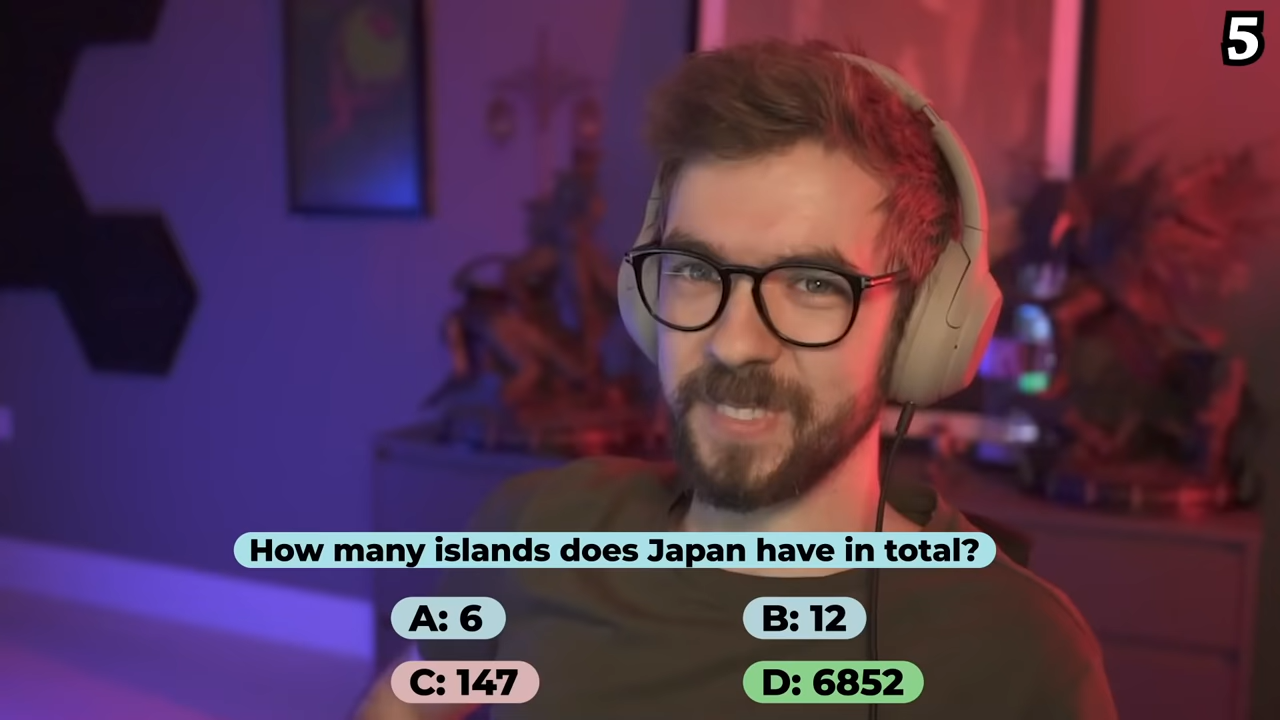 5
How many islands does Japan have in total?
A: 6
B: 12
C: 147
D: 6852